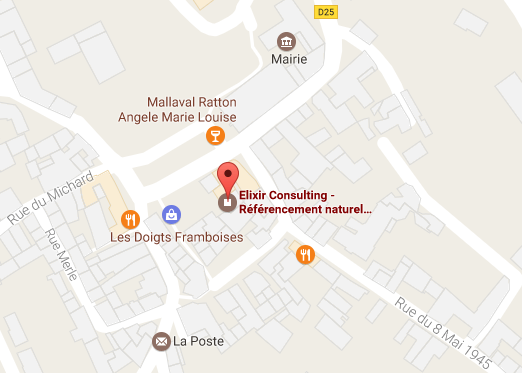 D25
Mairie
Mallaval Ratton
Angele Marie Louise
Elixir Consulting -
Référencement naturel…
Rue du Michard
Les Doigts Framboises
Rue Merle
Rue du 8 Mai 1945
La Poste